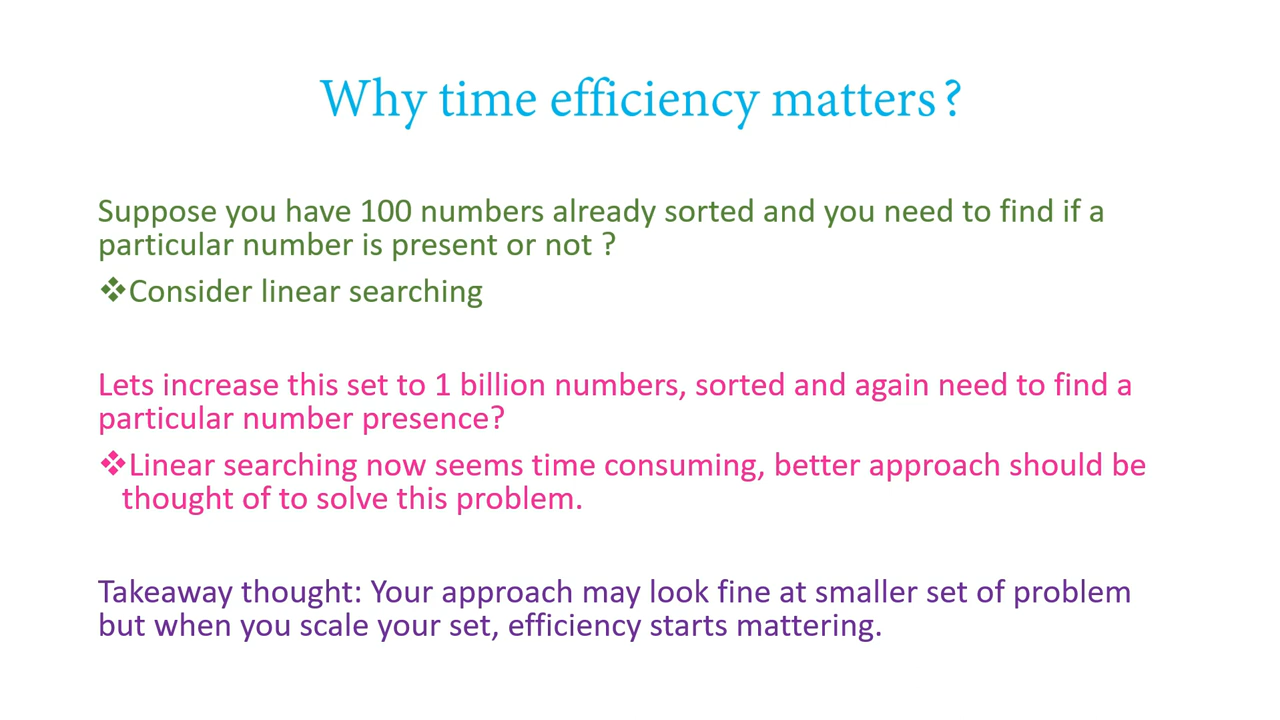 Why time efficiency matters?
Suppose you have 100 numbers already sorted and you need to find if a
particular number is present or not ?
❖Consider linear searching
Lets increase this set to 1 billion numbers, sorted and again need to find a
particular number presence?
❖Linear searching now seems time consuming, better approach should be
thought of to solve this problem.
Takeaway thought: Your approach may look fine at smaller set of problem
but when you scale your set, efficiency starts mattering.